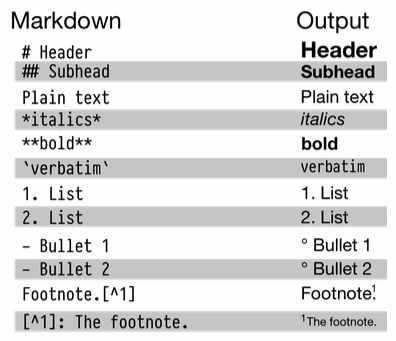 Markdown Output
# Header Header
## Subhead Subhead
Plain text Plain text
*italics* italics
**bold** bold
`verbatim` verbatim
1. List 1. List
2. List 2. List
– Bullet 1 ° Bullet 1
– Bullet 2 ° Bullet 2
Footnote.[^1] Footnote.¹
[^1]: The footnote. ¹The footnote.